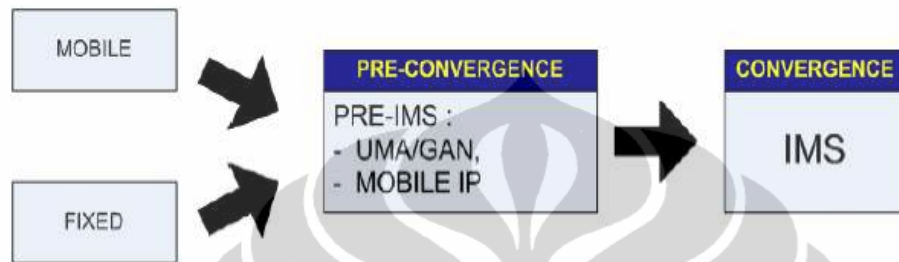 MOBILE
FIXED
PRE-CONVERGENCE
PRE-IMS :
- UMA/GAN,
- MOBILE IP
CONVERGENCE
IMS